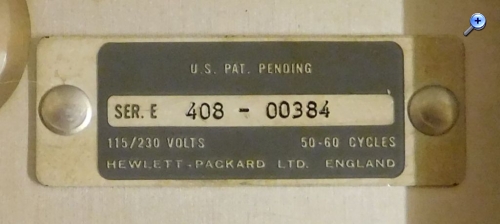 U.S. PAT. PENDING
SER. E 408 - 00384
115/230 VOLTS 50-60 CYCLES
HEWLETT-PACKARD LTD. ENGLAND